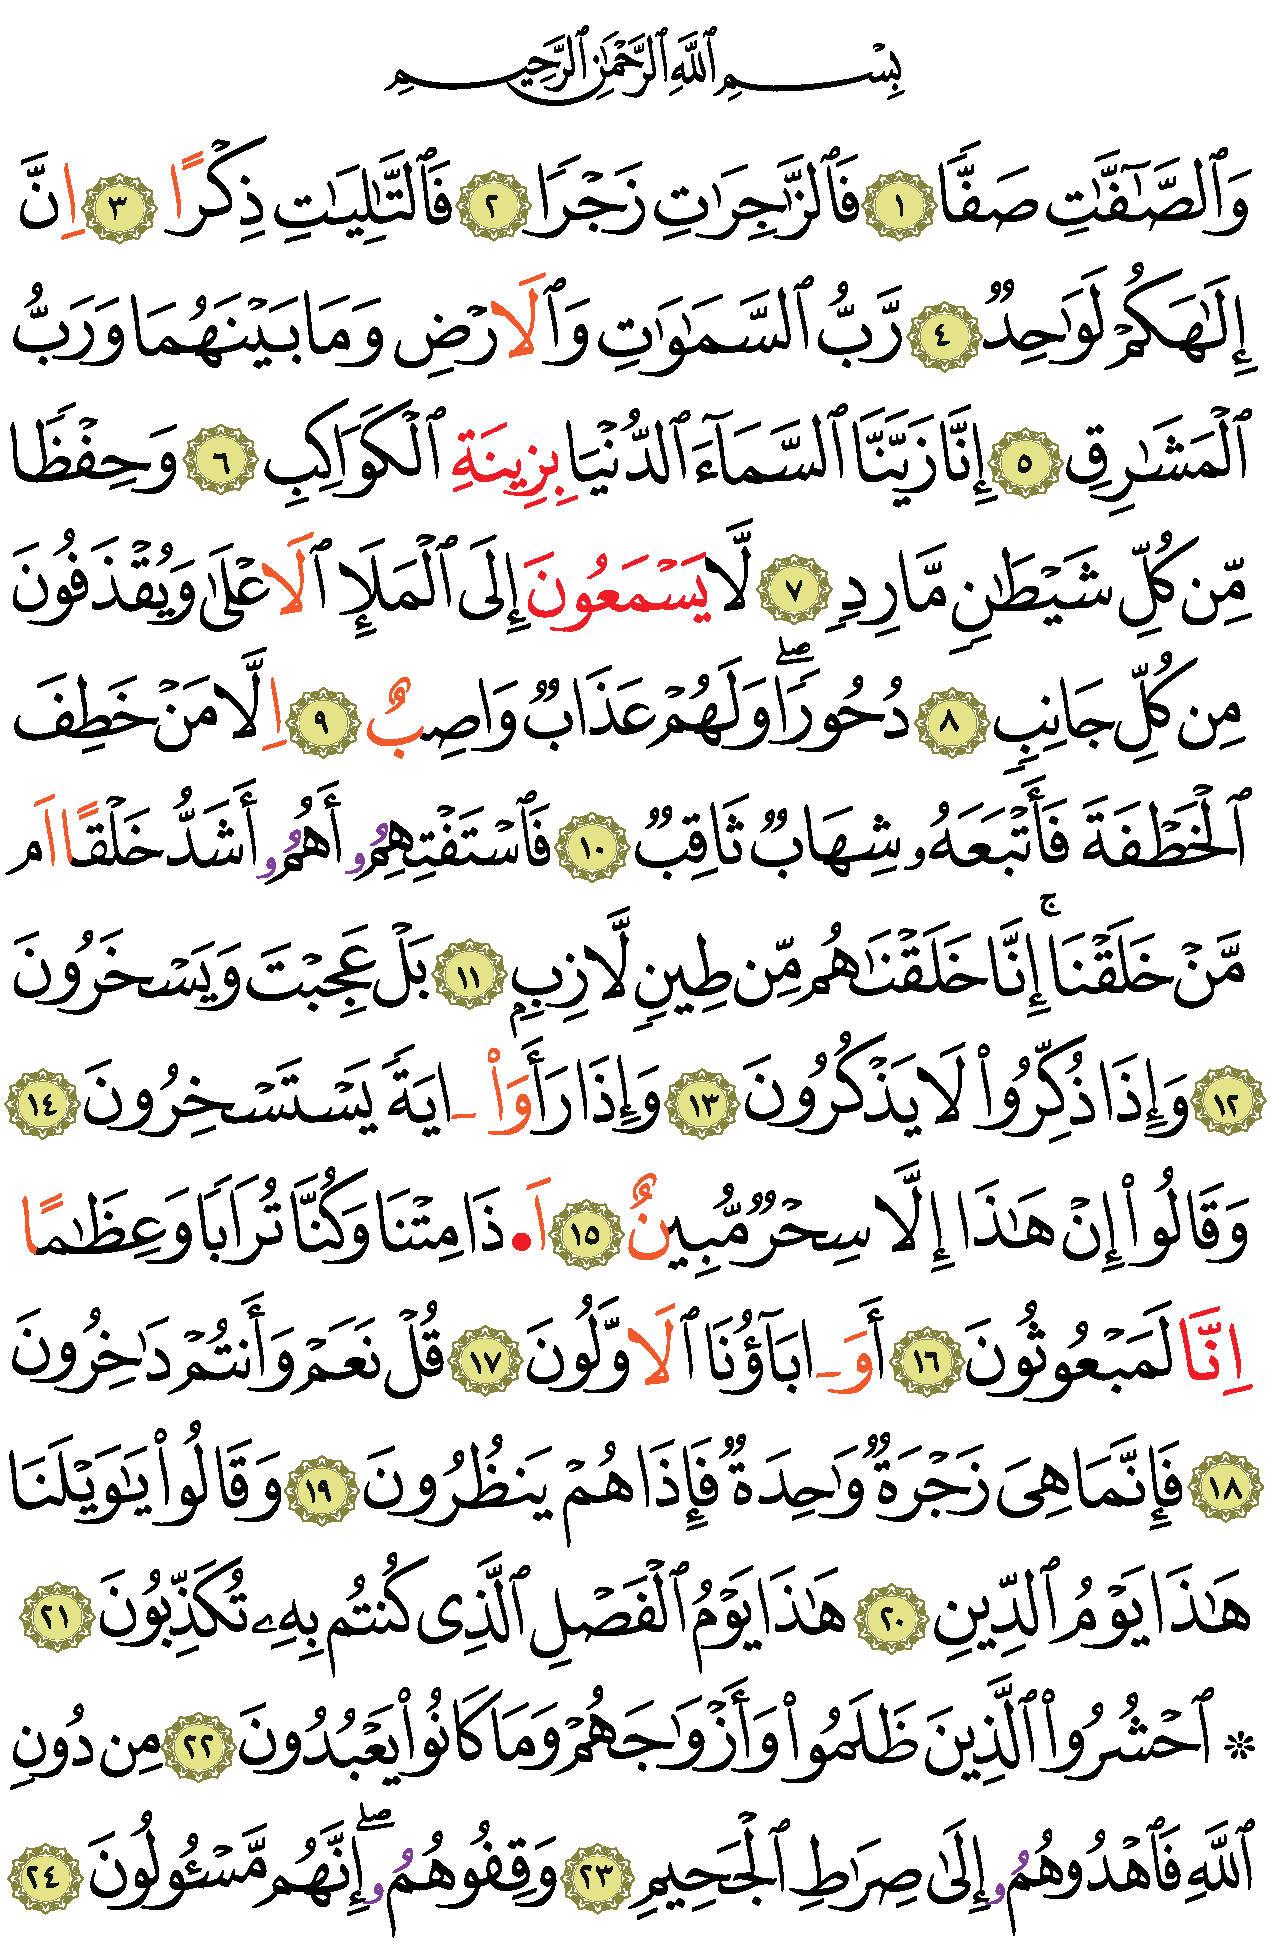 بِسْمِ ٱللَّهِ ٱلرَّحْمَٰنِ ٱلرَّحِيمِ
وَٱلصَّٰٓفَّٰتِ صَفًّا ١ فَٱلزَّٰجِرَٰتِ زَجْرًا ٢ فَٱلتَّٰلِيَٰتِ ذِكْرًا ٣ اِنَّ
إِلَٰهَكُمْ لَوَٰحِدٌ ٤ رَّبُّ ٱلسَّمَٰوَٰتِ وَٱلَارْضِ وَمَا بَيْنَهُمَا وَرَبُّ
ٱلْمَشَٰرِقِ ٥ إِنَّا زَيَّنَّا ٱلسَّمَآءَ ٱلدُّنْيَا بِزِينَةِ ٱلْكَوَاكِبِ ٦ وَحِفْظًا
مِّن كُلِّ شَيْطَٰنٍ مَّارِدٍ ٧ لَّا يَسْمَعُونَ إِلَى ٱلْمَلَإِ ٱلَاعْلَىٰ وَيُقْذَفُونَ
مِن كُلِّ جَانِبٍ ٨ دُحُورًا ۖ وَلَهُمْ عَذَابٌ وَاصِبٌ ٩ اِلَّا مَنْ خَطِفَ
ٱلْخَطْفَةَ فَأَتْبَعَهُۥ شِهَابٌ ثَاقِبٌ ١٠ فَٱسْتَفْتِهِمُۥ أَهُمُۥ أَشَدُّ خَلْقًا اَم
مَّنْ خَلَقْنَا ۚ إِنَّا خَلَقْنَٰهُم مِّن طِينٍ لَّازِبٍۭ ١١ بَلْ عَجِبْتَ وَيَسْخَرُونَ
١٢ وَإِذَا ذُكِّرُوا۟ لَا يَذْكُرُونَ ١٣ وَإِذَا رَأَوَا۟ ـ ايَةً يَسْتَسْخِرُونَ ١٤
وَقَالُوا۟ إِنْ هَٰذَا إِلَّا سِحْرٌ مُّبِينٌ ١٥ اَ•ذَا مِتْنَا وَكُنَّا تُرَابًا وَعِظَٰمًا
اِنَّا لَمَبْعُوثُونَ ١٦ أَوَ ـ ابَآؤُنَا ٱلَاوَّلُونَ ١٧ قُلْ نَعَمْ وَأَنتُمْ دَٰخِرُونَ
١٨ فَإِنَّمَا هِيَ زَجْرَةٌ وَٰحِدَةٌ فَإِذَا هُمْ يَنظُرُونَ ١٩ وَقَالُوا۟ يَٰوَيْلَنَا
هَٰذَا يَوْمُ ٱلدِّينِ ٢٠ هَٰذَا يَوْمُ ٱلْفَصْلِ ٱلَّذِى كُنتُم بِهِۦ تُكَذِّبُونَ ٢١
۞ ٱحْشُرُوا۟ ٱلَّذِينَ ظَلَمُوا۟ وَأَزْوَٰجَهُمْ وَمَا كَانُوا۟ يَعْبُدُونَ ٢٢ مِن دُونِ
ٱللَّهِ فَٱهْدُوهُمُۥ إِلَىٰ صِرَٰطِ ٱلْجَحِيمِ ٢٣ وَقِفُوهُمُۥ ۖ إِنَّهُم مَّسْـُٔولُونَ ٢٤